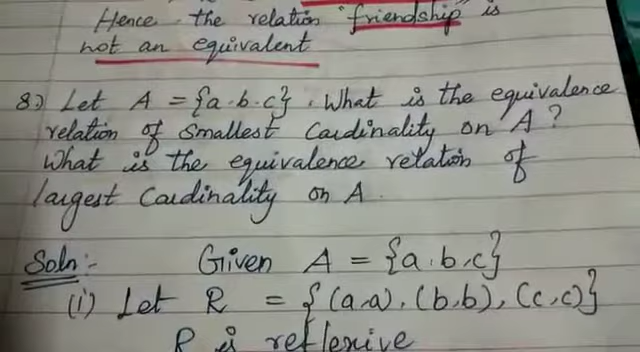 Hence the relation "friendship is
not an equivalent
8) Let A = {a.b.c}. What is the equivalence
relation of smallest Cardinality on A?
What is the equivalence relation of
largest Cardinality on A.
Soln:- Given A = {a.b.c}
(i) Let R = {(a,a), (b,b), (c,c)}
R is reflexive